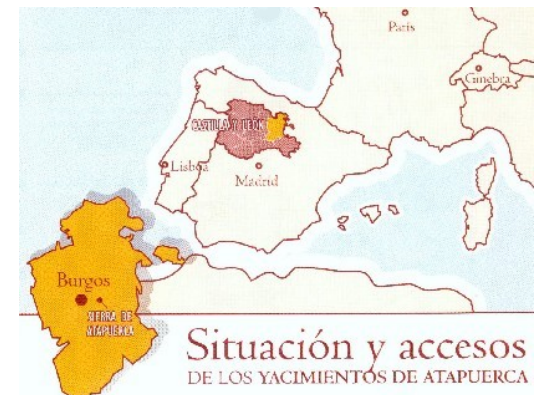 París
Ginebra
CASTILLA Y LEÓN
Lisboa
Madrid
Burgos
SIERRA DE
ATAPUERCA
Situación y accesos
DE LOS YACIMIENTOS DE ATAPUERCA